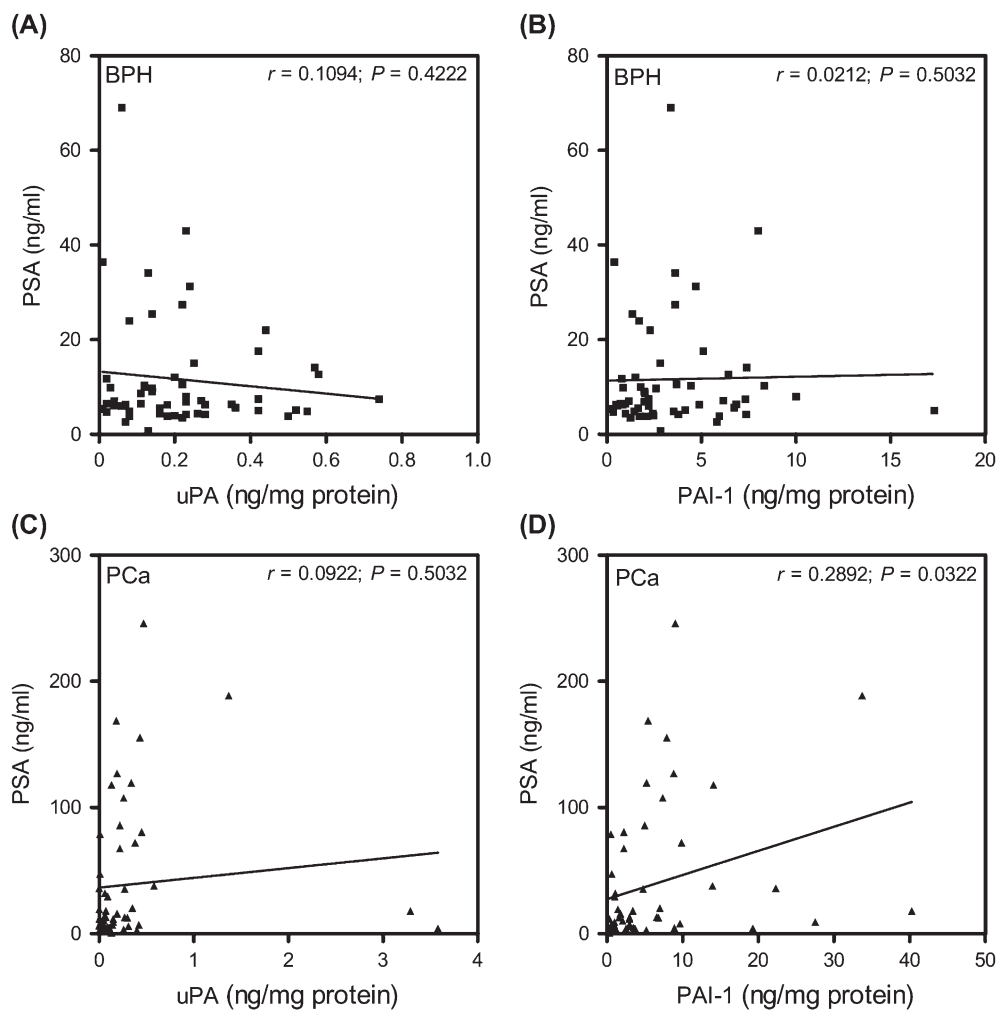 (A)
BPH
r = 0.1094; P = 0.4222
80
60
40
20
0
PSA (ng/ml)
0 0.2 0.4 0.6 0.8 1.0
uPA (ng/mg protein)
(B)
BPH
r = 0.0212; P = 0.5032
80
60
40
20
0
PSA (ng/ml)
0 5 10 15 20
PAI-1 (ng/mg protein)
(C)
PCa
r = 0.0922; P = 0.5032
300
200
100
0
PSA (ng/ml)
0 1 2 3 4
uPA (ng/mg protein)
(D)
PCa
r = 0.2892; P = 0.0322
300
200
100
0
PSA (ng/ml)
0 10 20 30 40 50
PAI-1 (ng/mg protein)